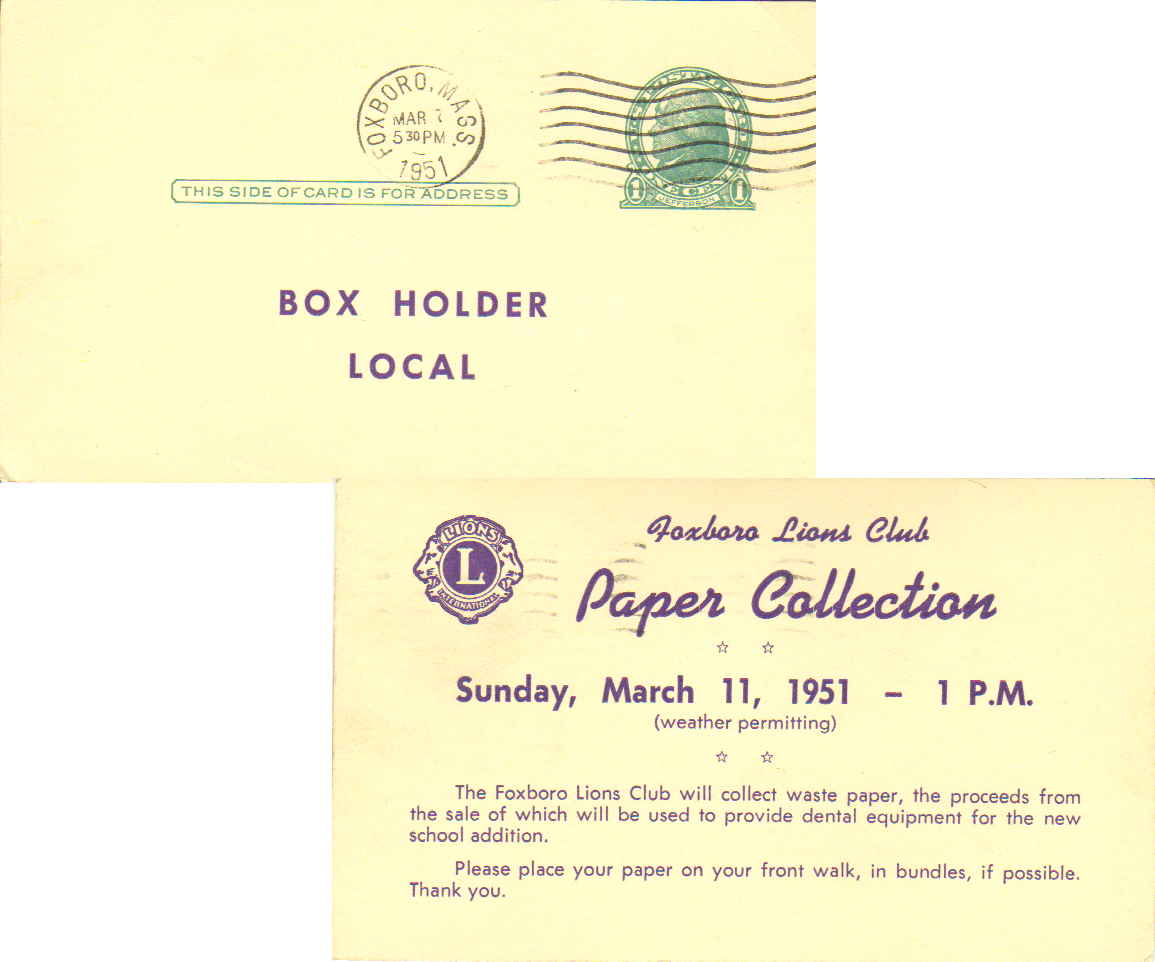 FOXBORO, MASS.
MAR 7
5 30 PM
1951
THIS SIDE OF CARD IS FOR ADDRESS
1 1
JEFFERSON
BOX HOLDER
LOCAL
LIONS
L
INTERNATIONAL
Foxboro Lions Club
Paper Collection
☆ ☆
Sunday, March 11, 1951 – 1 P.M.
(weather permitting)
☆ ☆
The Foxboro Lions Club will collect waste paper, the proceeds from
the sale of which will be used to provide dental equipment for the new
school addition.
Please place your paper on your front walk, in bundles, if possible.
Thank you.